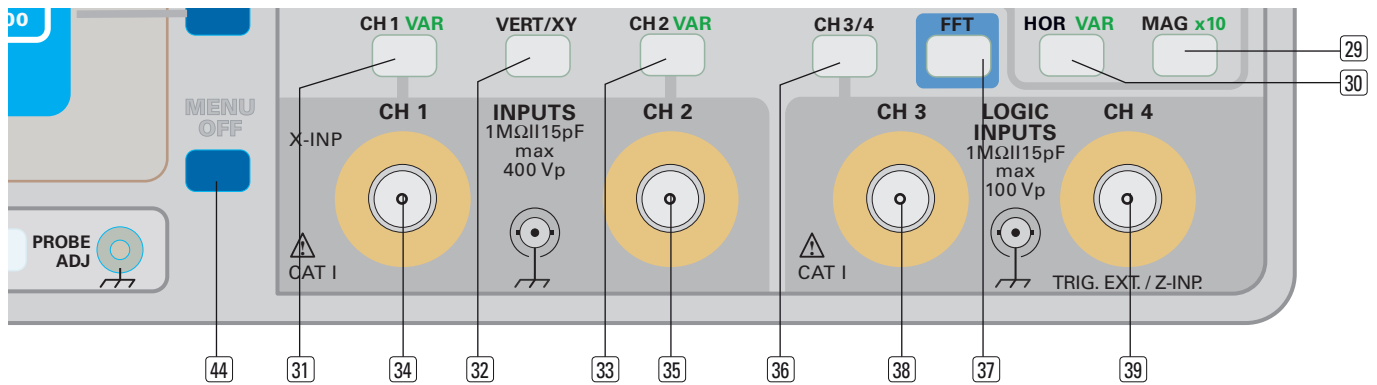 00
CH 1 VAR
VERT/XY
CH 2 VAR
CH 3/4
FFT
HOR VAR
MAG x10
29
30
MENU
OFF
CH 1
INPUTS
1MΩII15pF
max
400 Vp
CH 2
CH 3
LOGIC
INPUTS
1MΩII15pF
max
100 Vp
CH 4
X-INP
PROBE
ADJ
CAT I
CAT I
TRIG. EXT. / Z-INP.
44
31
34
32
33
35
36
38
37
39